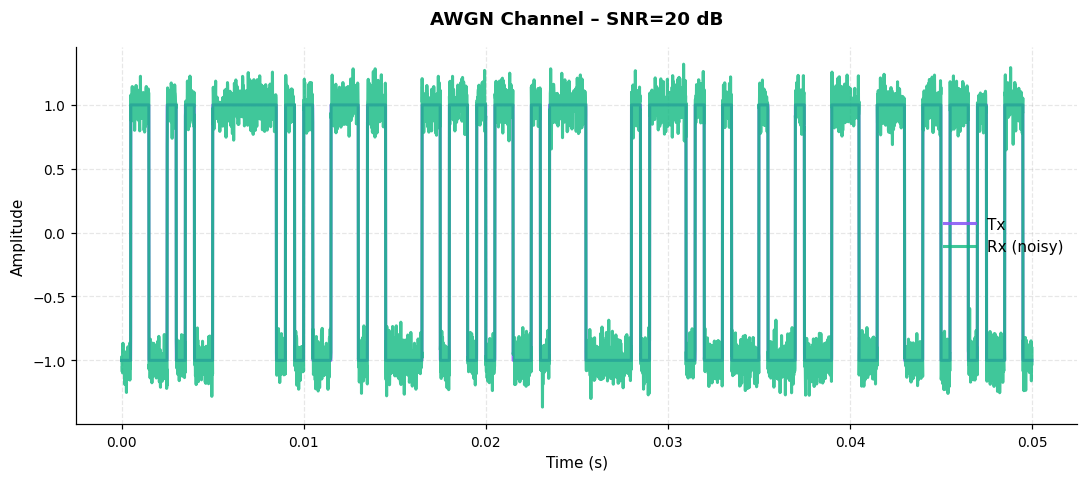 AWGN Channel – SNR=20 dB
Amplitude
1.0
0.5
0.0
−0.5
−1.0
Tx
Rx (noisy)
0.00 0.01 0.02 0.03 0.04 0.05
Time (s)